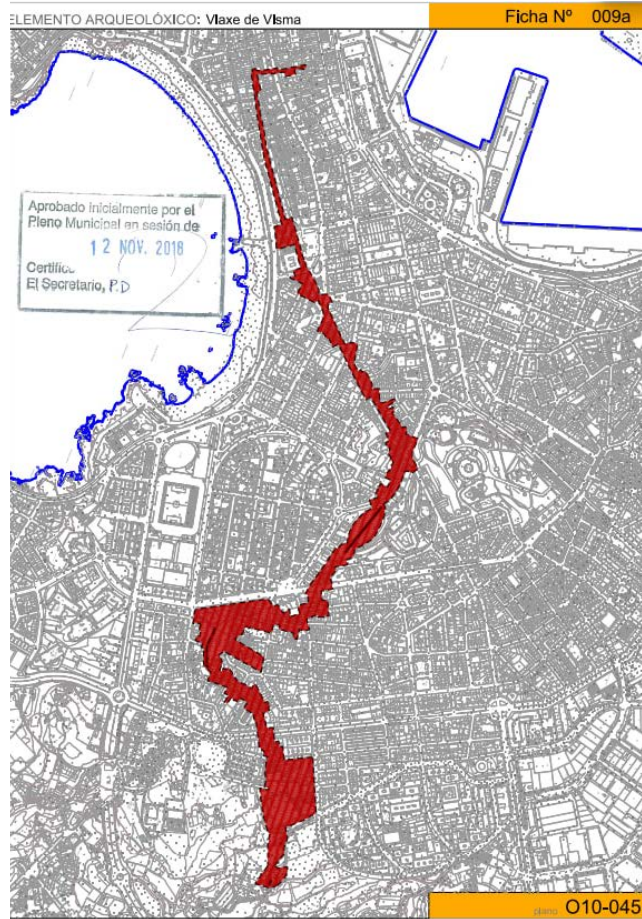 ELEMENTO ARQUEOLÓXICO: Viaxe de Visma
Ficha Nº 009a
Aprobado inicialmente por el
Pleno Municipal en sesión de
12 NOV. 2018
Certifico
El Secretario, P.D
plano O10-045